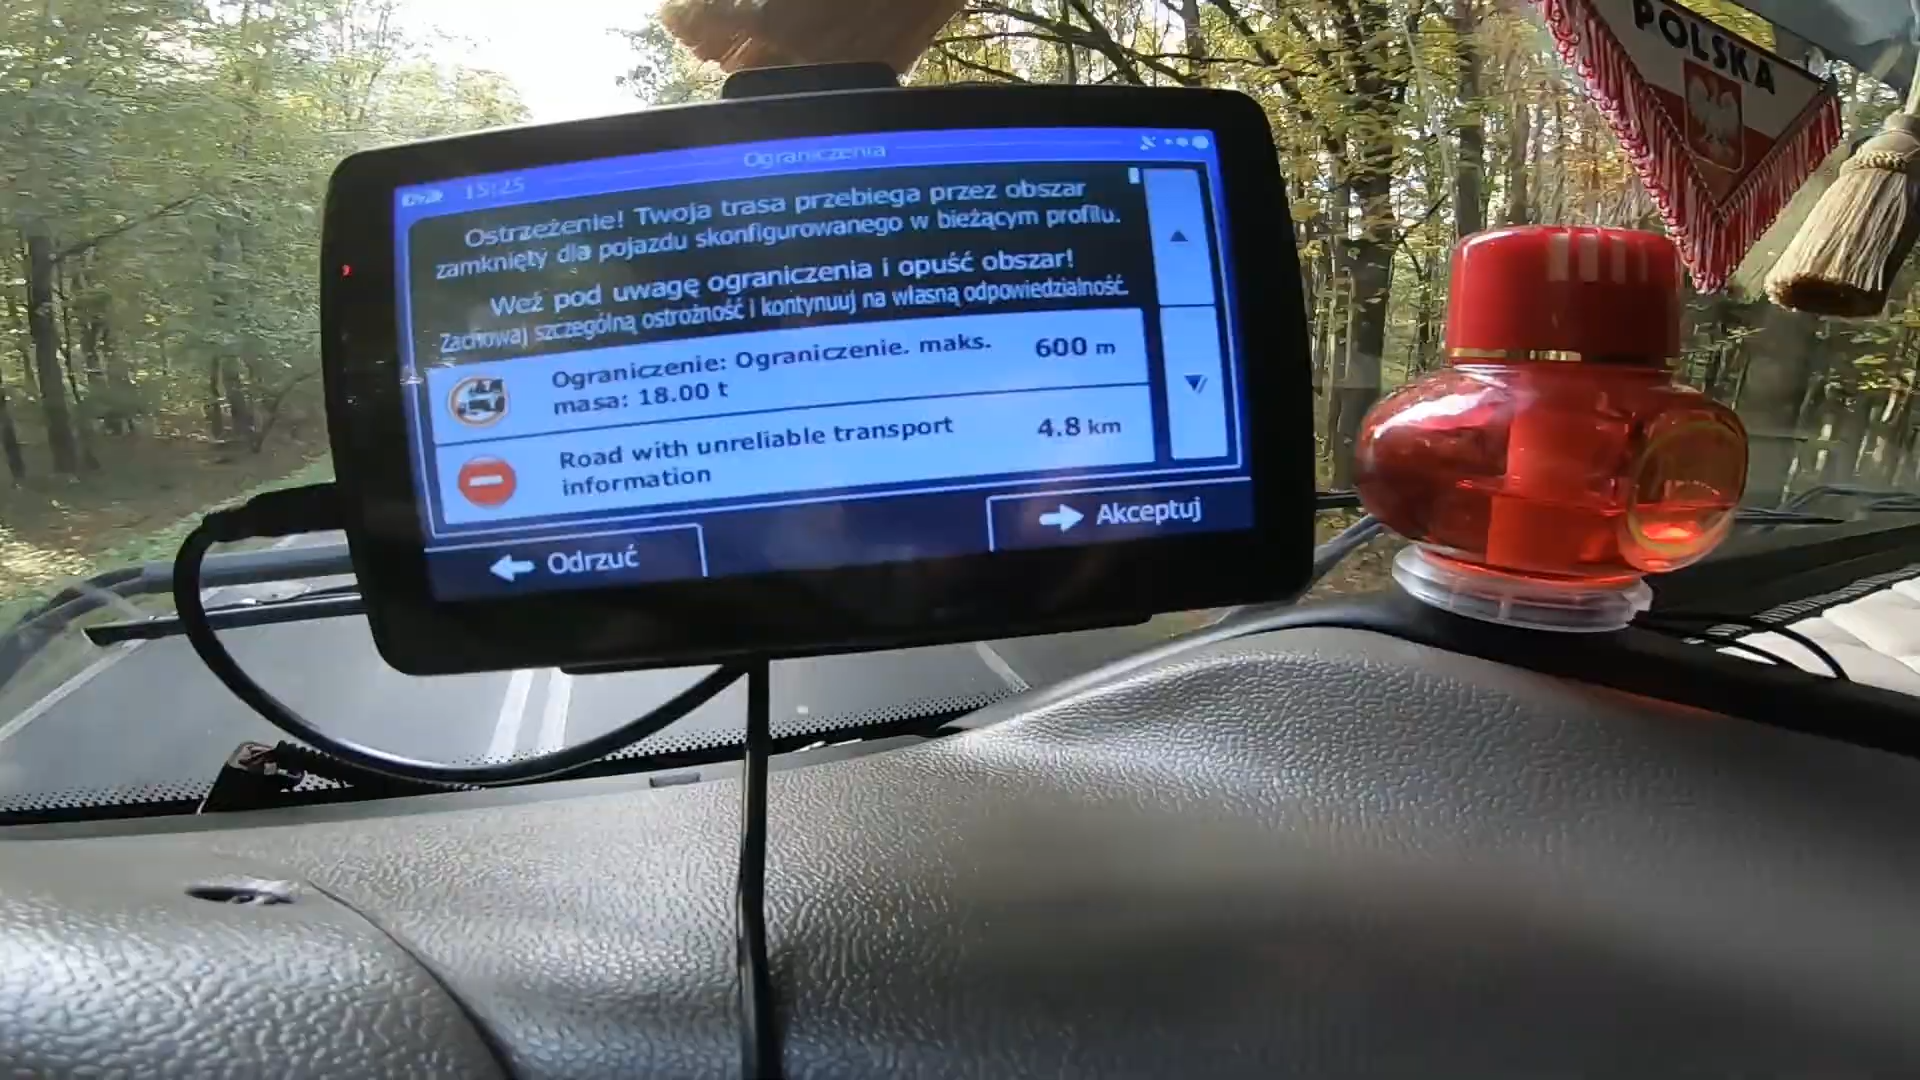 POLSKA
Ograniczenia
15:25
Ostrzeżenie! Twoja trasa przebiega przez obszar
zamknięty dla pojazdu skonfigurowanego w bieżącym profilu.
Weź pod uwagę ograniczenia i opuść obszar!
Zachowaj szczególną ostrożność i kontynuuj na własną odpowiedzialność.
Ograniczenie: Ograniczenie. maks. 600 m
masa: 18.00 t
Road with unreliable transport 4.8 km
information
Odrzuć
Akceptuj